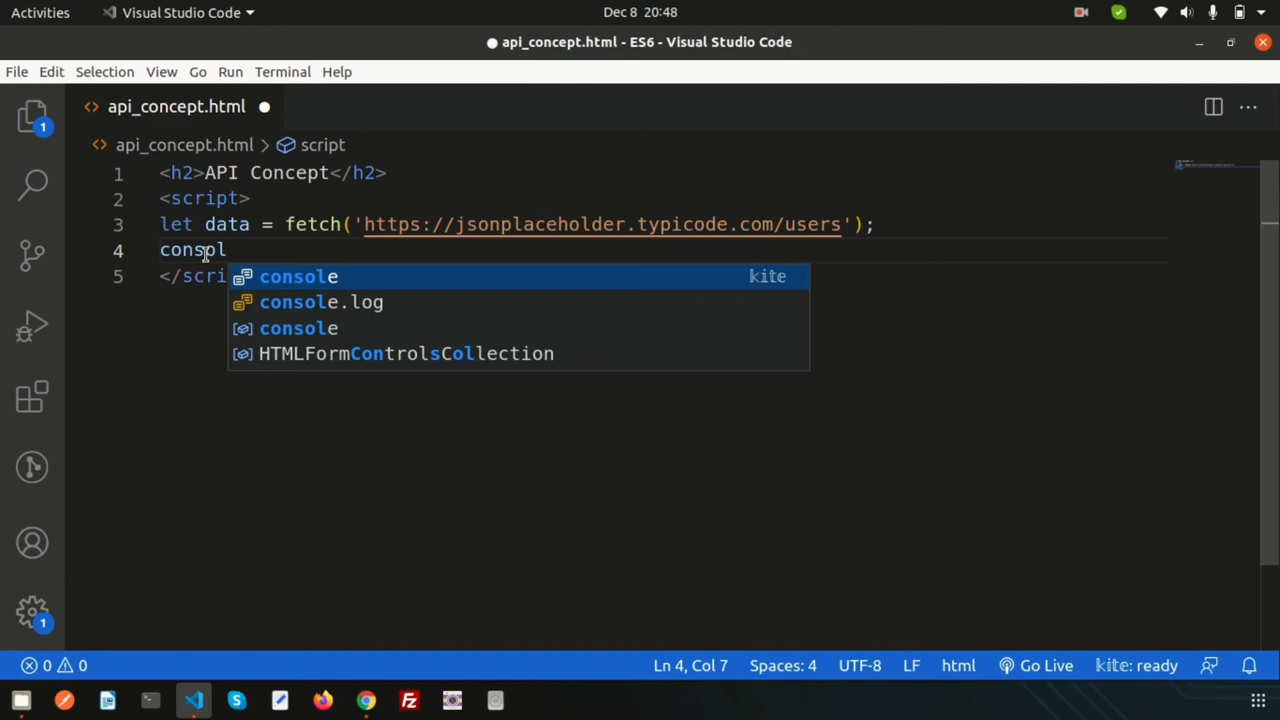 Activities
Visual Studio Code
Dec 8 20:48
api_concept.html - ES6 - Visual Studio Code
File Edit Selection View Go Run Terminal Help
api_concept.html
api_concept.html > script
1 <h2>API Concept</h2>
2 <script>
3 let data = fetch('https://jsonplaceholder.typicode.com/users');
4 conspl
5 </scri
console kite
console.log
console
HTMLFormControlsCollection
1
1
0 0 Ln 4, Col 7 Spaces: 4 UTF-8 LF html Go Live kite: ready